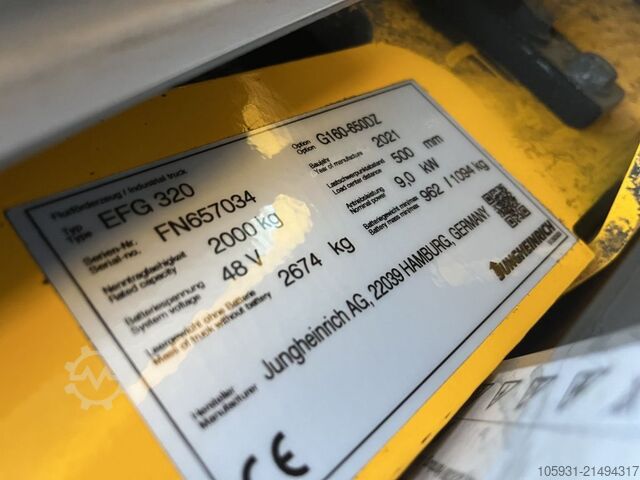 Flurförderzeug / Industrial truck
Typ
Type EFG 320
Option
Option G160-650DZ
Serien-Nr.
Serial-no. FN657034
Baujahr
Year of manufacture 2021
Nenntragfähigkeit
Rated capacity 2000 kg
Lastschwerpunktabstand
Load center distance 500 mm
Batteriespannung
System voltage 48 V
Antriebsleistung
Nominal power 9,0 kW
Leergewicht ohne Batterie
Mass of truck without battery 2674 kg
Batteriegewicht min/max
Battery mass min/max 962 / 1094 kg
Hersteller
Manufacturer Jungheinrich AG, 22039 HAMBURG, GERMANY
JUNGHEINRICH
CE
105931-21494317